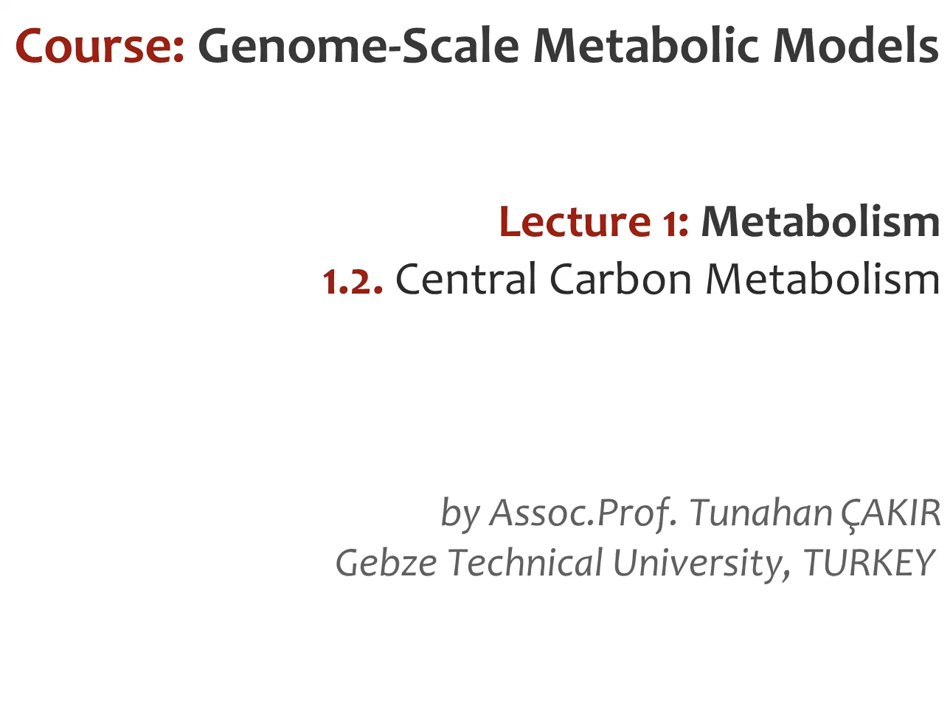 Course: Genome-Scale Metabolic Models
Lecture 1: Metabolism
1.2. Central Carbon Metabolism
by Assoc.Prof. Tunahan ÇAKIR
Gebze Technical University, TURKEY